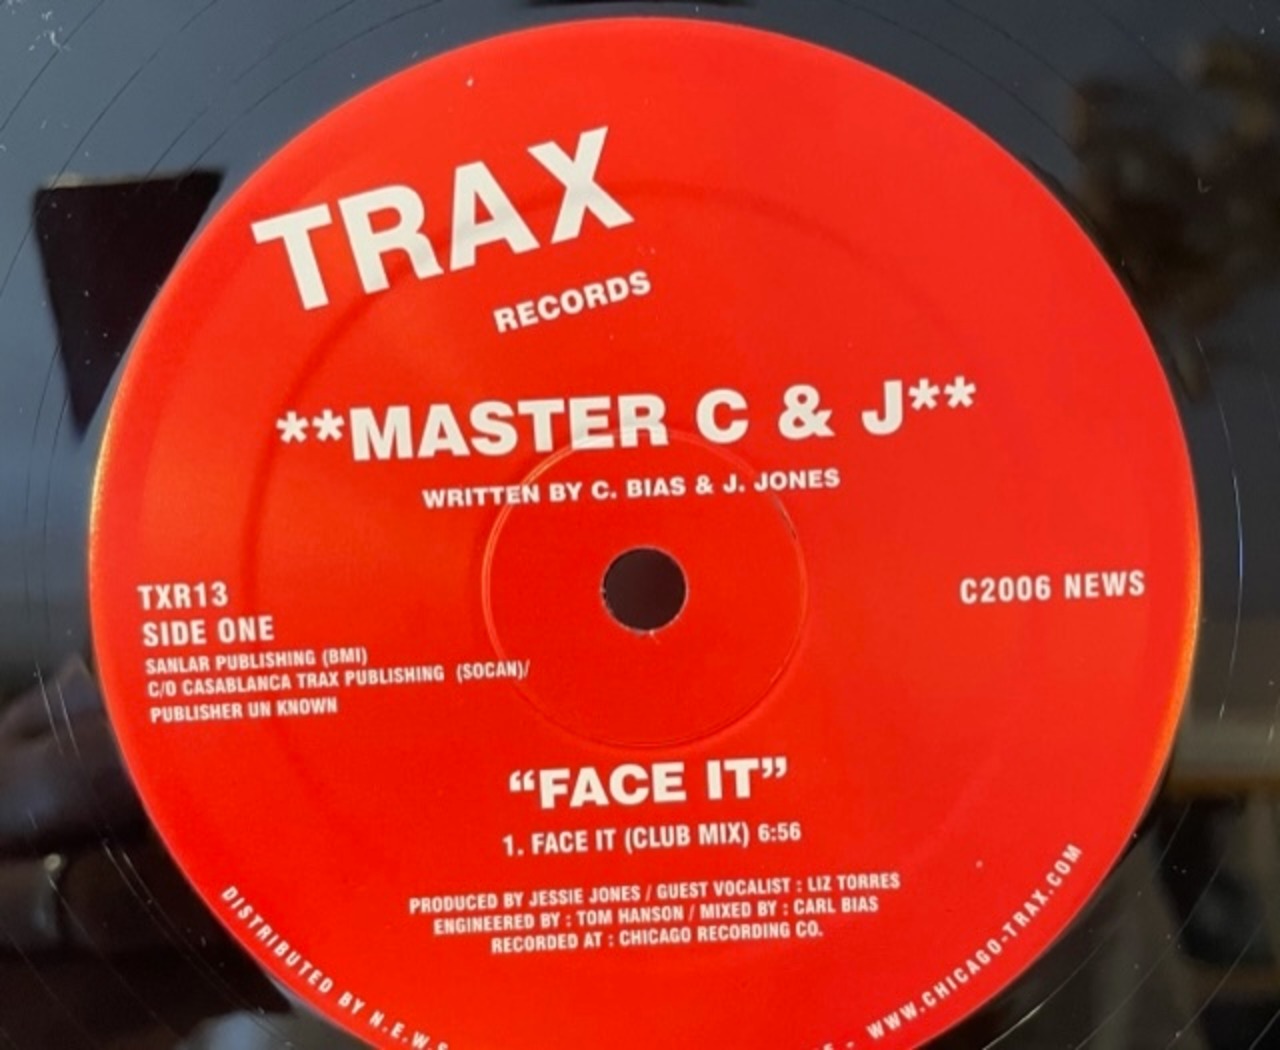 TRAX
RECORDS
**MASTER C & J**
WRITTEN BY C. BIAS & J. JONES
TXR13
SIDE ONE
SANLAR PUBLISHING (BMI)
C/O CASABLANCA TRAX PUBLISHING (SOCAN)/
PUBLISHER UN KNOWN
C2006 NEWS
“FACE IT”
1. FACE IT (CLUB MIX) 6:56
PRODUCED BY JESSIE JONES / GUEST VOCALIST : LIZ TORRES
ENGINEERED BY : TOM HANSON / MIXED BY : CARL BIAS
RECORDED AT : CHICAGO RECORDING CO.
DISTRIBUTED BY N.E.W.S
- WWW.CHICAGO-TRAX.COM